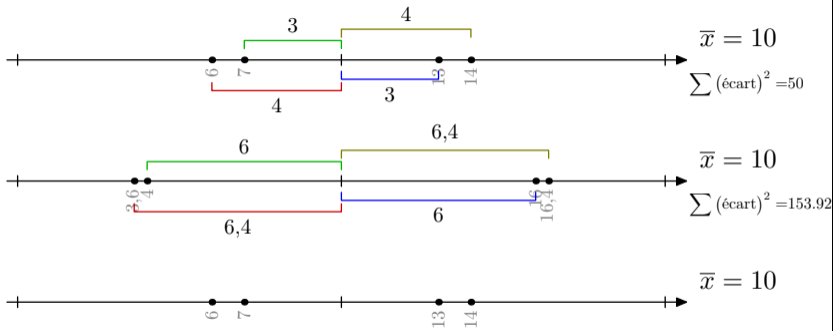 3 4
x̄ = 10
6 7 13 14
∑ (écart)² =50
4 3
6 6,4
x̄ = 10
3,6 4 16 16,4
∑ (écart)² =153.92
6,4 6
x̄ = 10
6 7 13 14